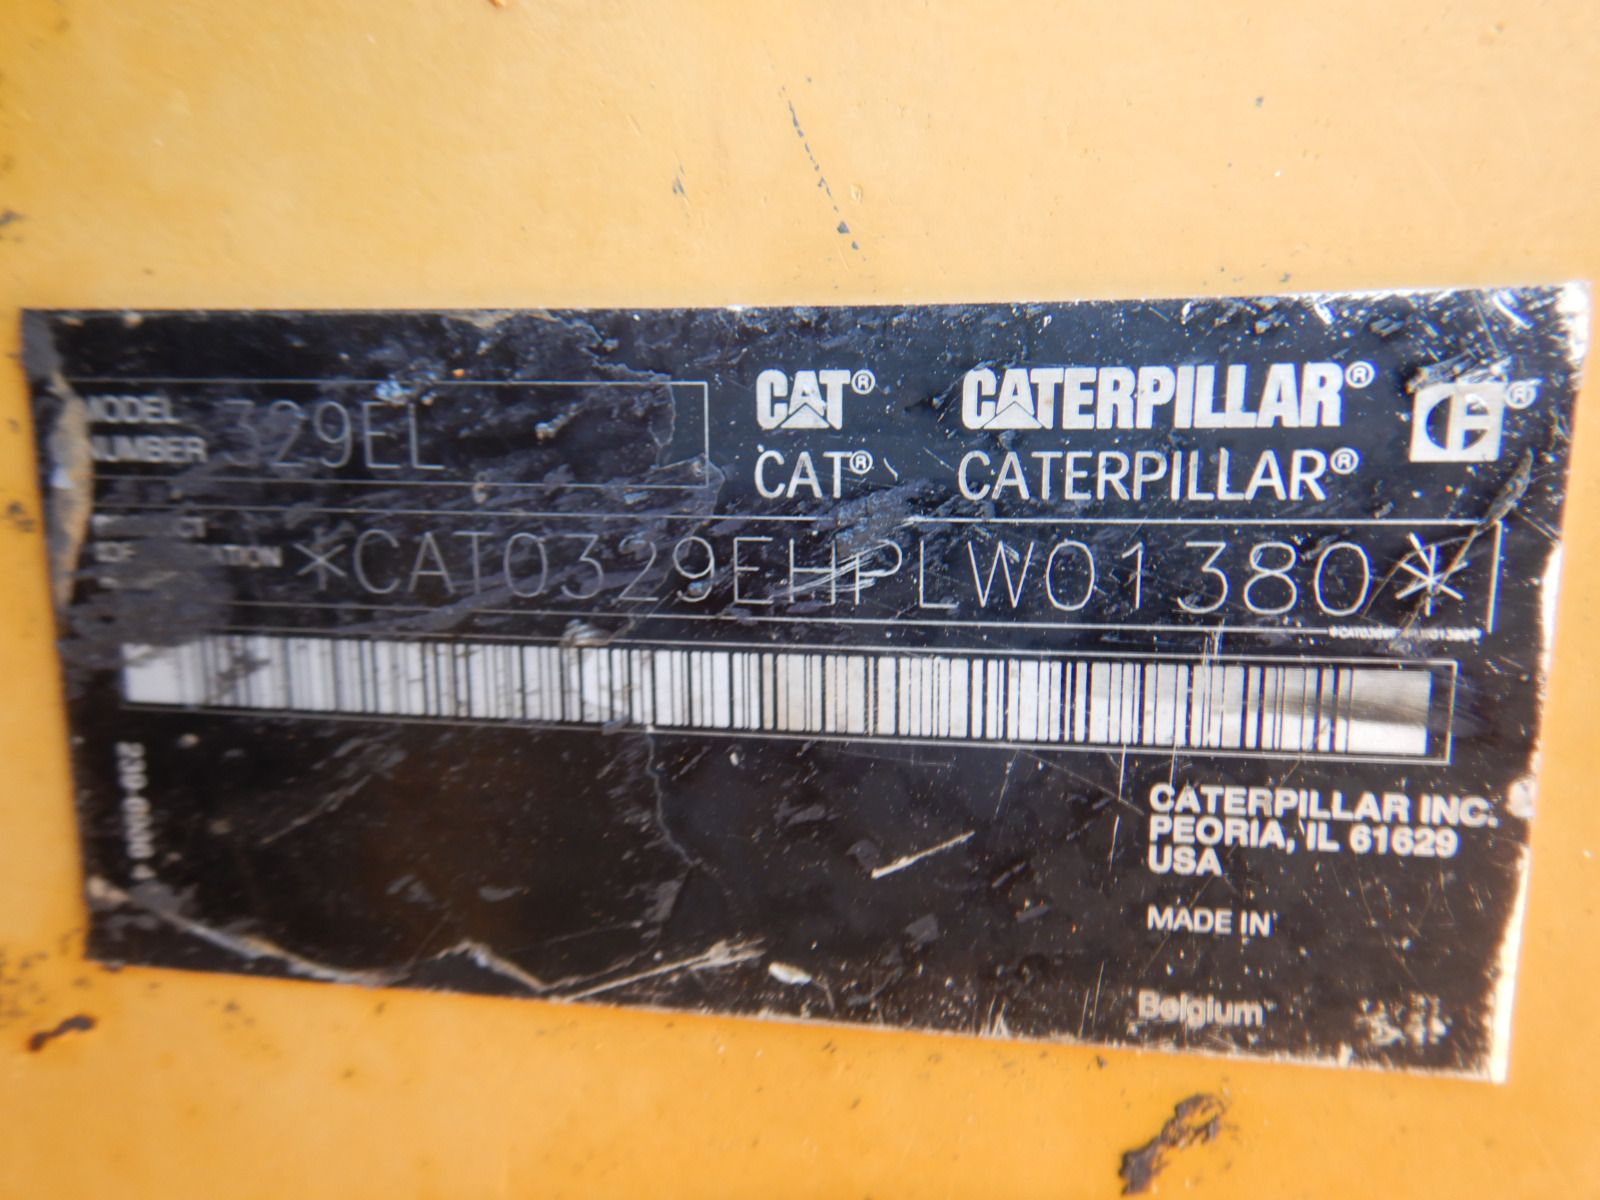 MODEL
NUMBER 329EL
CAT® CATERPILLAR®
CAT® CATERPILLAR®
*CAT0329EHPLW01380*
CATERPILLAR INC.
PEORIA, IL 61629
USA
MADE IN
Belgium